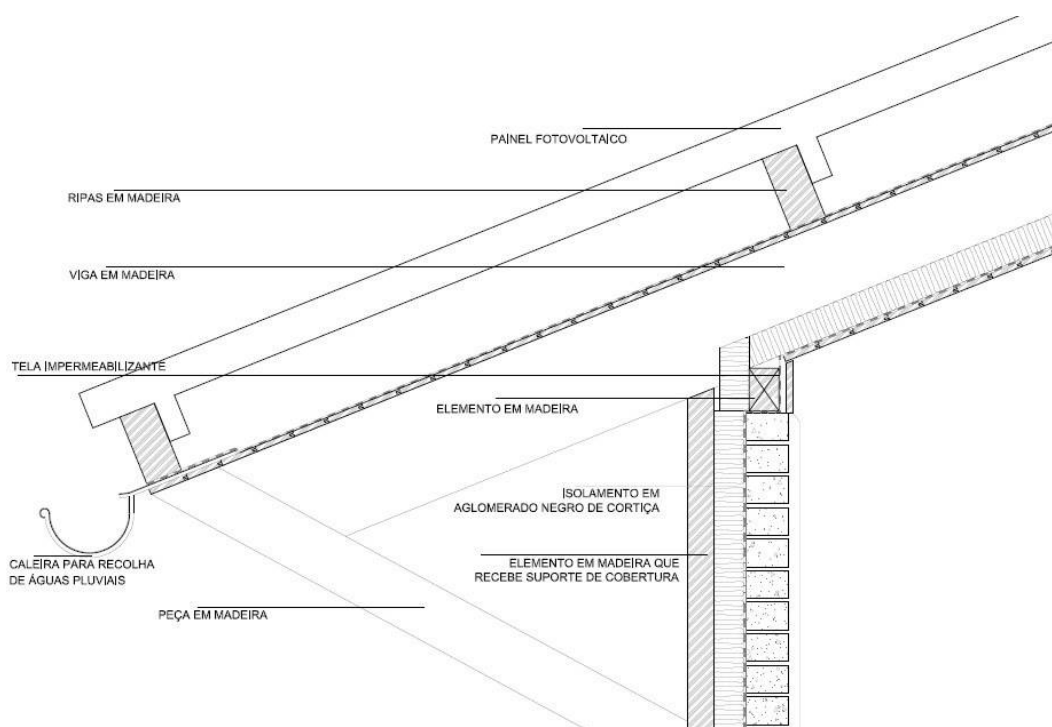 PAINEL FOTOVOLTAICO
RIPAS EM MADEIRA
VIGA EM MADEIRA
TELA IMPERMEABILIZANTE
ELEMENTO EM MADEIRA
ISOLAMENTO EM
AGLOMERADO NEGRO DE CORTIÇA
CALEIRA PARA RECOLHA
DE ÁGUAS PLUVIAIS
ELEMENTO EM MADEIRA QUE
RECEBE SUPORTE DE COBERTURA
PEÇA EM MADEIRA